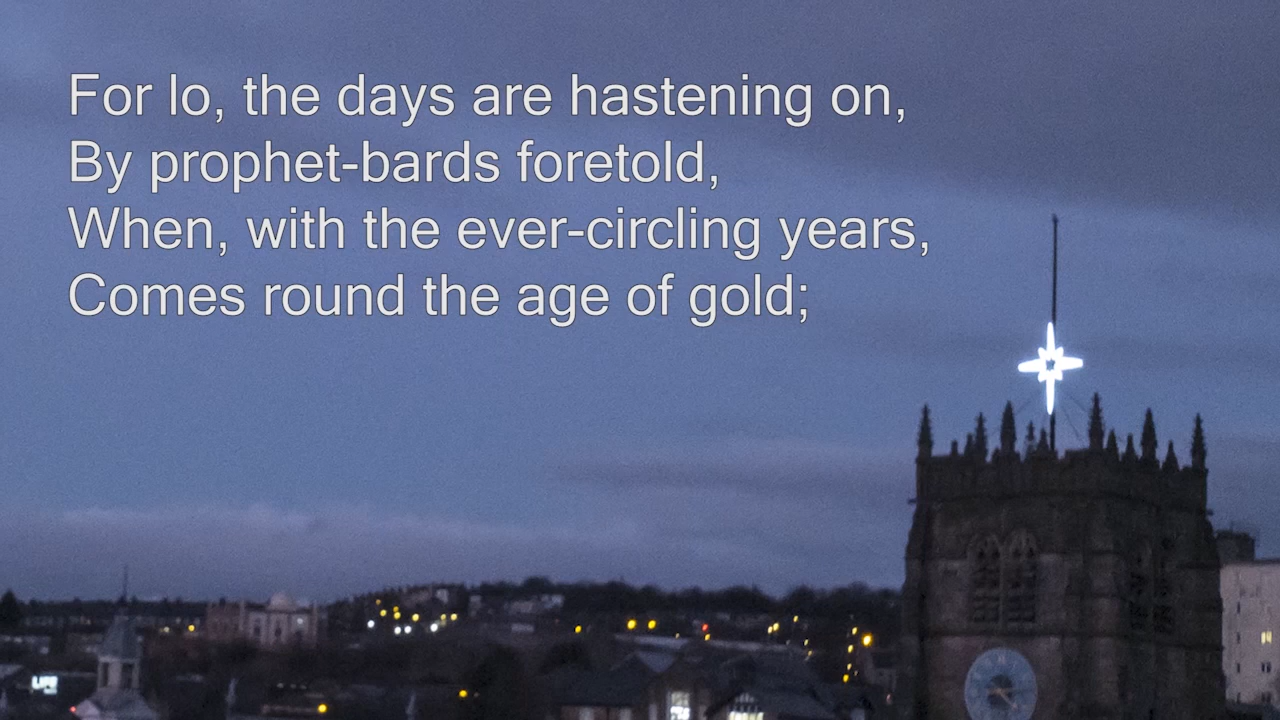 For lo, the days are hastening on,
By prophet-bards foretold,
When, with the ever-circling years,
Comes round the age of gold;
LIFE